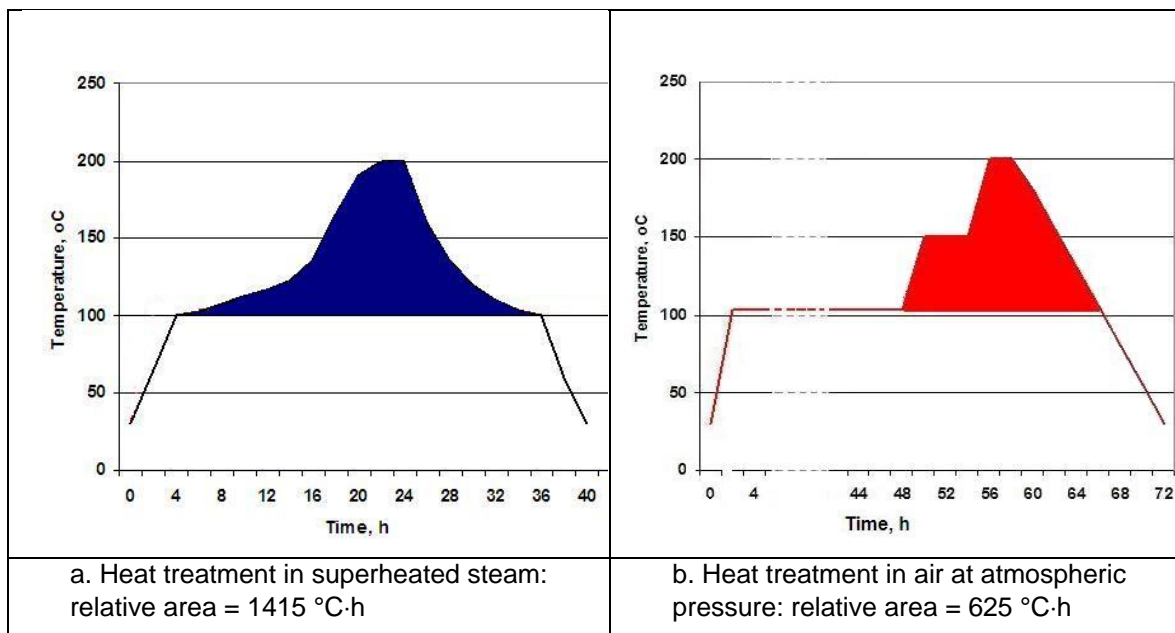 250
200
150
100
50
0
Temperature, oC
0 4 8 12 16 20 24 28 32 36 40
Time, h
250
200
150
100
50
0
Temperature, oC
0 4 44 48 52 56 60 64 68 72
Time, h
a. Heat treatment in superheated steam:
relative area = 1415 °C·h
b. Heat treatment in air at atmospheric
pressure: relative area = 625 °C·h